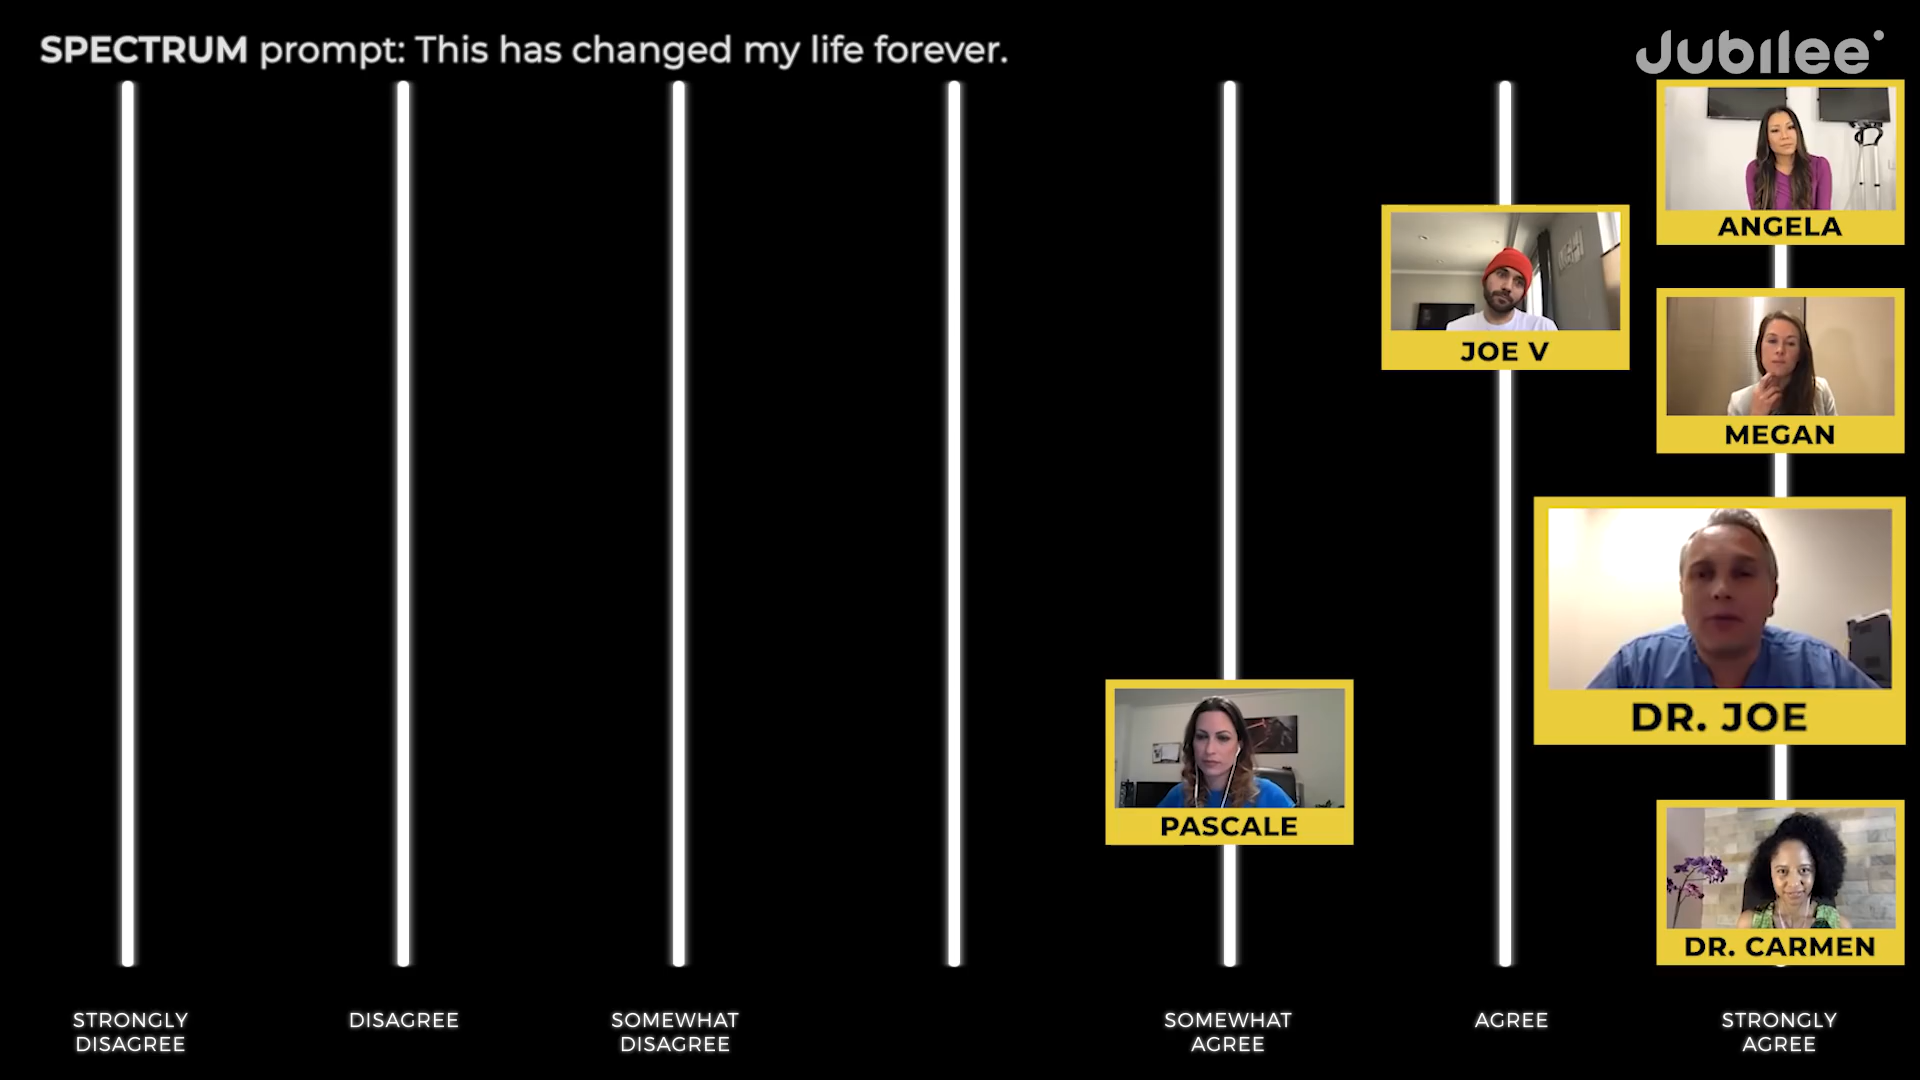 SPECTRUM prompt: This has changed my life forever.
Jubilee
ANGELA
JOE V
MEGAN
DR. JOE
PASCALE
DR. CARMEN
STRONGLY
DISAGREE
DISAGREE
SOMEWHAT
DISAGREE
SOMEWHAT
AGREE
AGREE
STRONGLY
AGREE